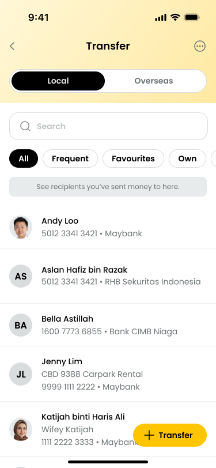 9:41
Transfer
Local
Overseas
Search
All
Frequent
Favourites
Own
See recipients you've sent money to here.
Andy Loo
5012 3341 3421 • Maybank
AS
Aslan Hafiz bin Razak
5012 3341 3421 • RHB Sekuritas Indonesia
BA
Bella Astillah
1600 7773 6855 • Bank CIMB Niaga
JL
Jenny Lim
CBD 9388 Carpark Rental
9999 1111 2222 • Maybank
Katijah binti Haris Ali
Wifey Katijah
1111 2222 3333 • Maybank
Transfer